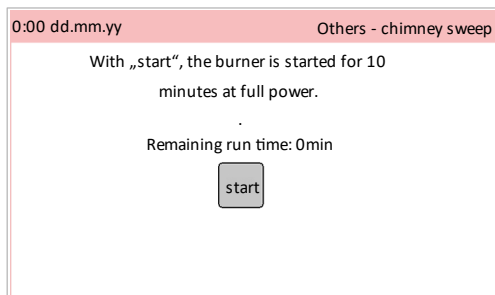 0:00 dd.mm.yy Others - chimney sweep
With „start“, the burner is started for 10
minutes at full power.
.
Remaining run time: 0min
start